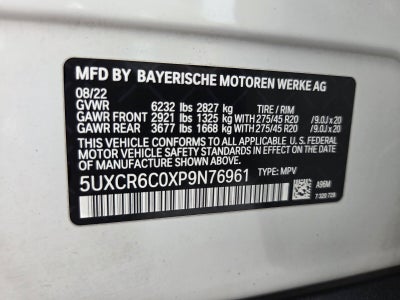 MFD BY BAYERISCHE MOTOREN WERKE AG
08/22
GVWR 6232 lbs 2827 kg TIRE / RIM
GAWR FRONT 2921 lbs 1325 kg WITH 275/45 R20 /9.0J x 20
GAWR REAR 3677 lbs 1668 kg WITH 275/45 R20 /9.0J x 20
THIS VEHICLE CONFORMS TO ALL APPLICABLE U.S. FEDERAL
MOTOR VEHICLE SAFETY STANDARDS IN EFFECT ON THE DATE
OF MANUFACTURE SHOWN ABOVE.
5UXCR6C0XP9N76961 TYPE: MPV
A96M